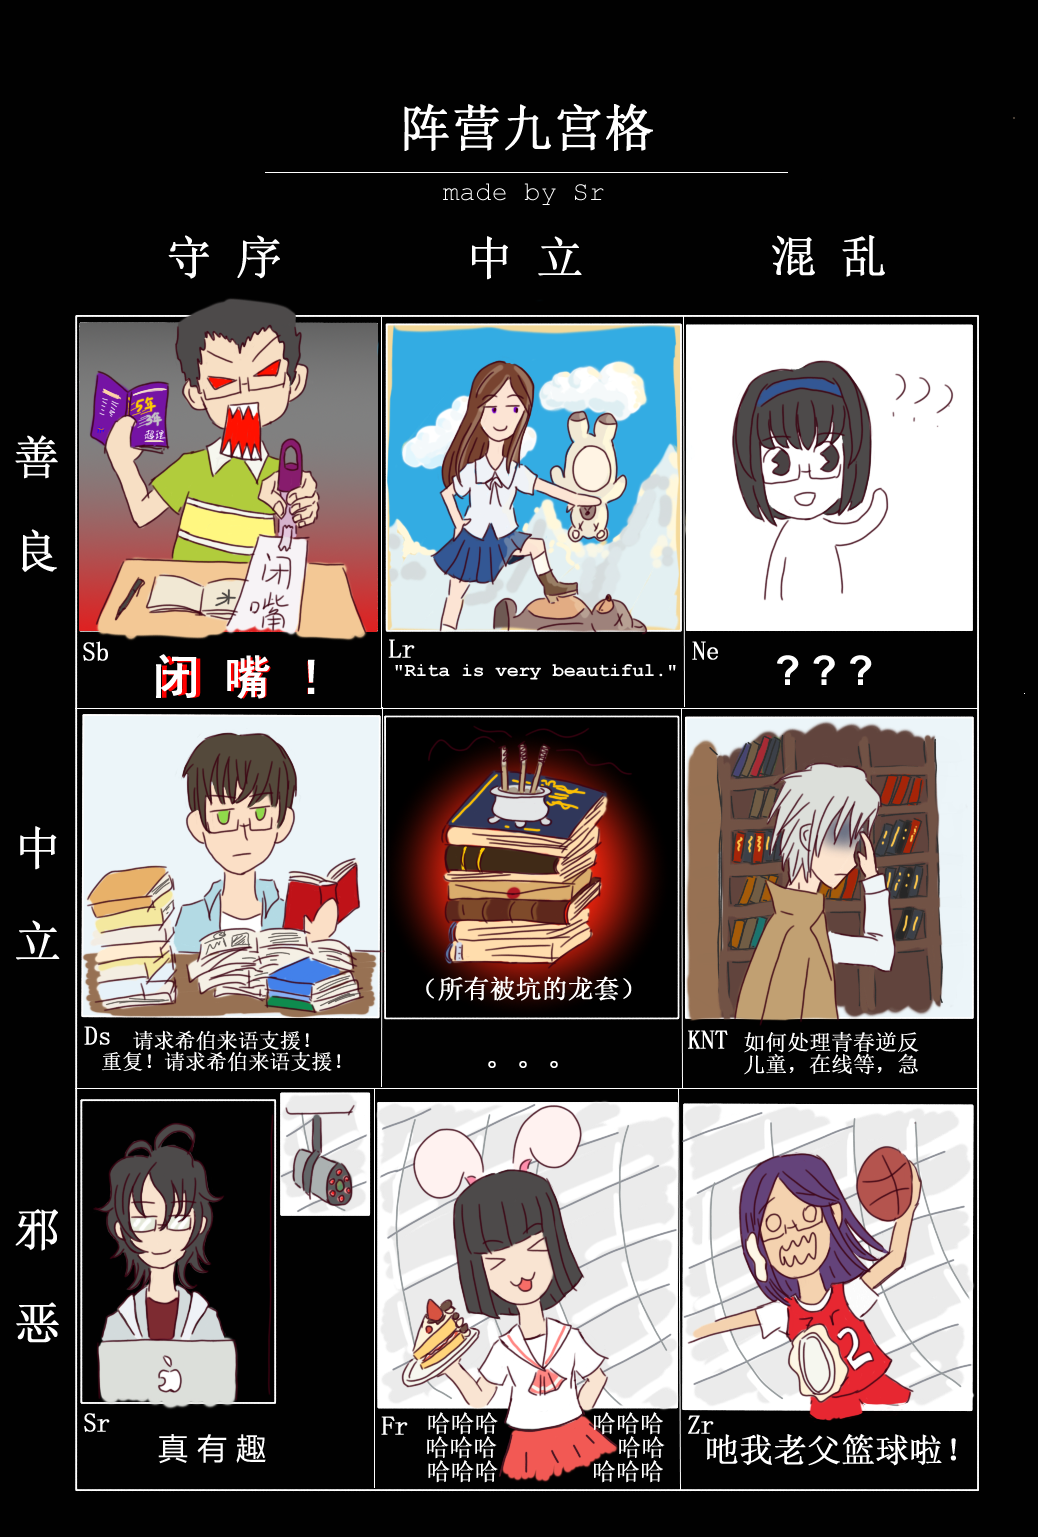 阵营九宫格
made by Sr
守序 中立 混乱
善良
5年
3年
闭嘴
Sb
闭嘴！
Lr
"Rita is very beautiful."
Ne
？？？
中立
Ds 请求希伯来语支援！
重复！请求希伯来语支援！
（所有被坑的龙套）
。。。
KNT 如何处理青春逆反
儿童，在线等，急
邪恶
Sr
真有趣
Fr 哈哈哈 哈哈哈
哈哈哈 哈哈
哈哈哈 哈哈哈
2
Zr
吔我老父篮球啦！